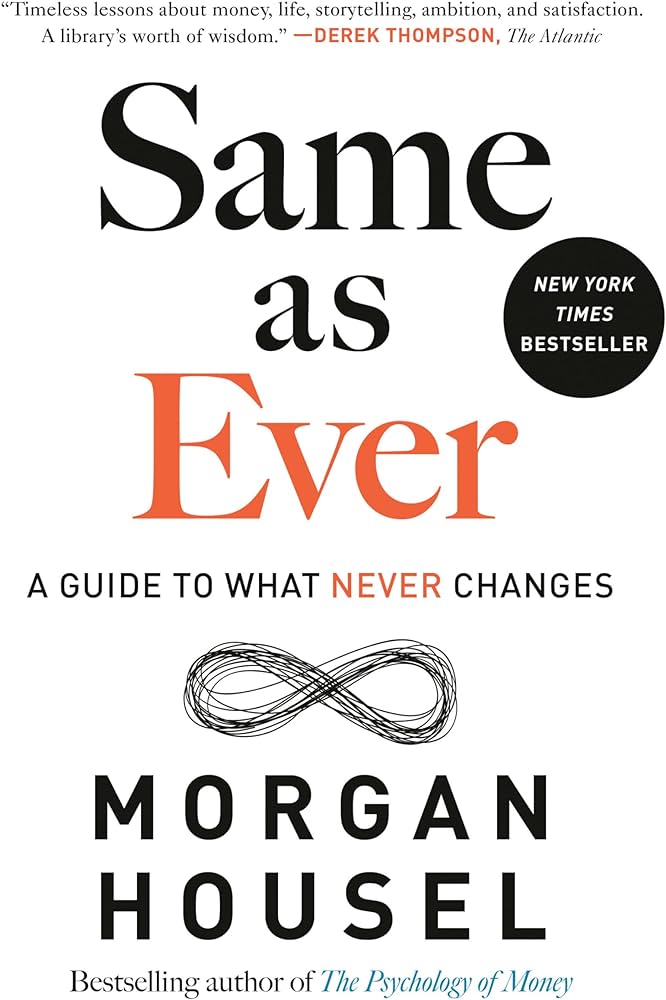 “Timeless lessons about money, life, storytelling, ambition, and satisfaction.
A library’s worth of wisdom.” —DEREK THOMPSON, The Atlantic
Same
as
Ever
NEW YORK
TIMES
BESTSELLER
A GUIDE TO WHAT NEVER CHANGES
MORGAN
HOUSEL
Bestselling author of The Psychology of Money